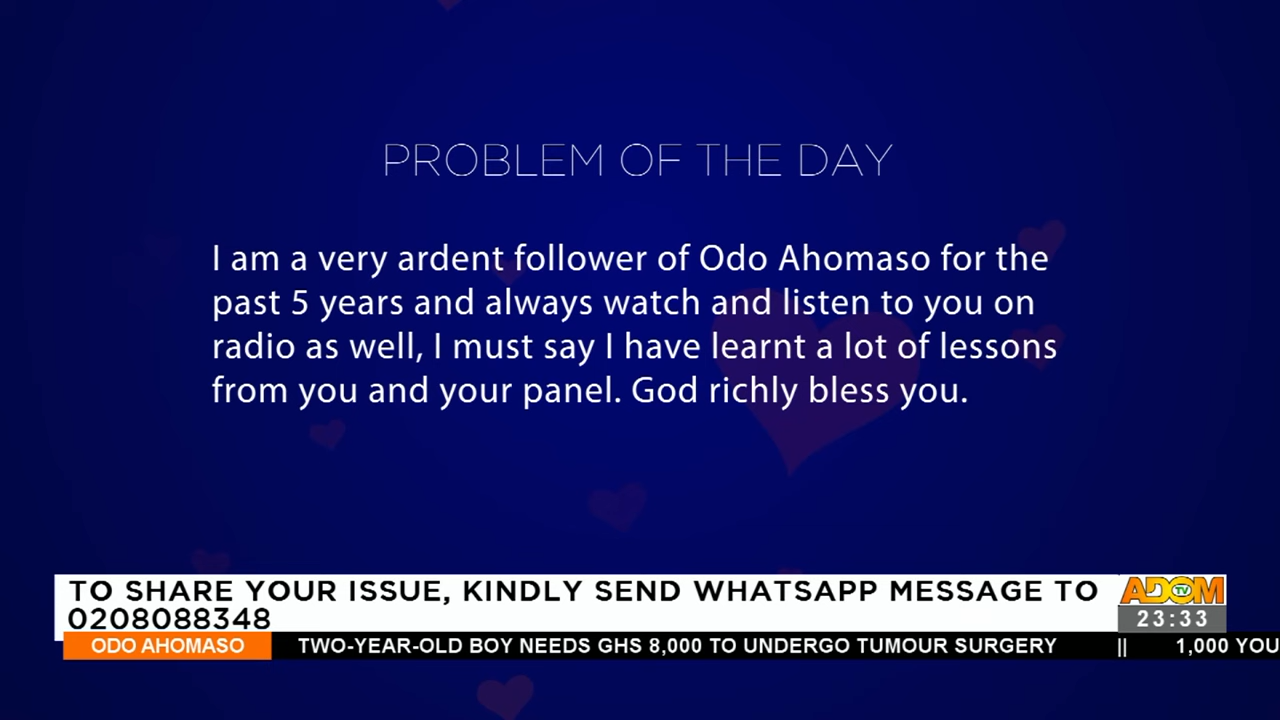 PROBLEM OF THE DAY
I am a very ardent follower of Odo Ahomaso for the
past 5 years and always watch and listen to you on
radio as well, I must say I have learnt a lot of lessons
from you and your panel. God richly bless you.
TO SHARE YOUR ISSUE, KINDLY SEND WHATSAPP MESSAGE TO
0208088348
ADOM TV
23:33
ODO AHOMASO
TWO-YEAR-OLD BOY NEEDS GHS 8,000 TO UNDERGO TUMOUR SURGERY || 1,000 YOU